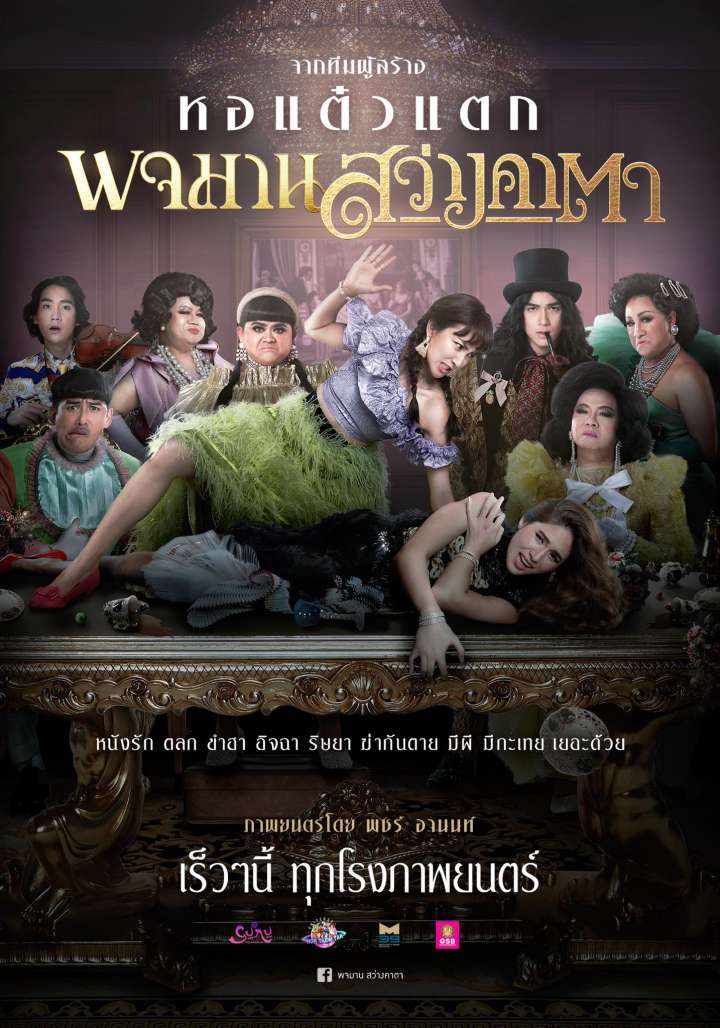 จากทีมผู้สร้าง
หอแต๋วแตก
พจมาน สว่างคาตา
หนังรัก ตลก ขำฮา อิจฉา ริษยา ฆ่ากันตาย มีผี มีกะเทย เยอะด้วย
ภาพยนตร์โดย พชร์ อานนท์
เร็วๆนี้ ทุกโรงภาพยนตร์
M39
GSB
พจมาน สว่างคาตา